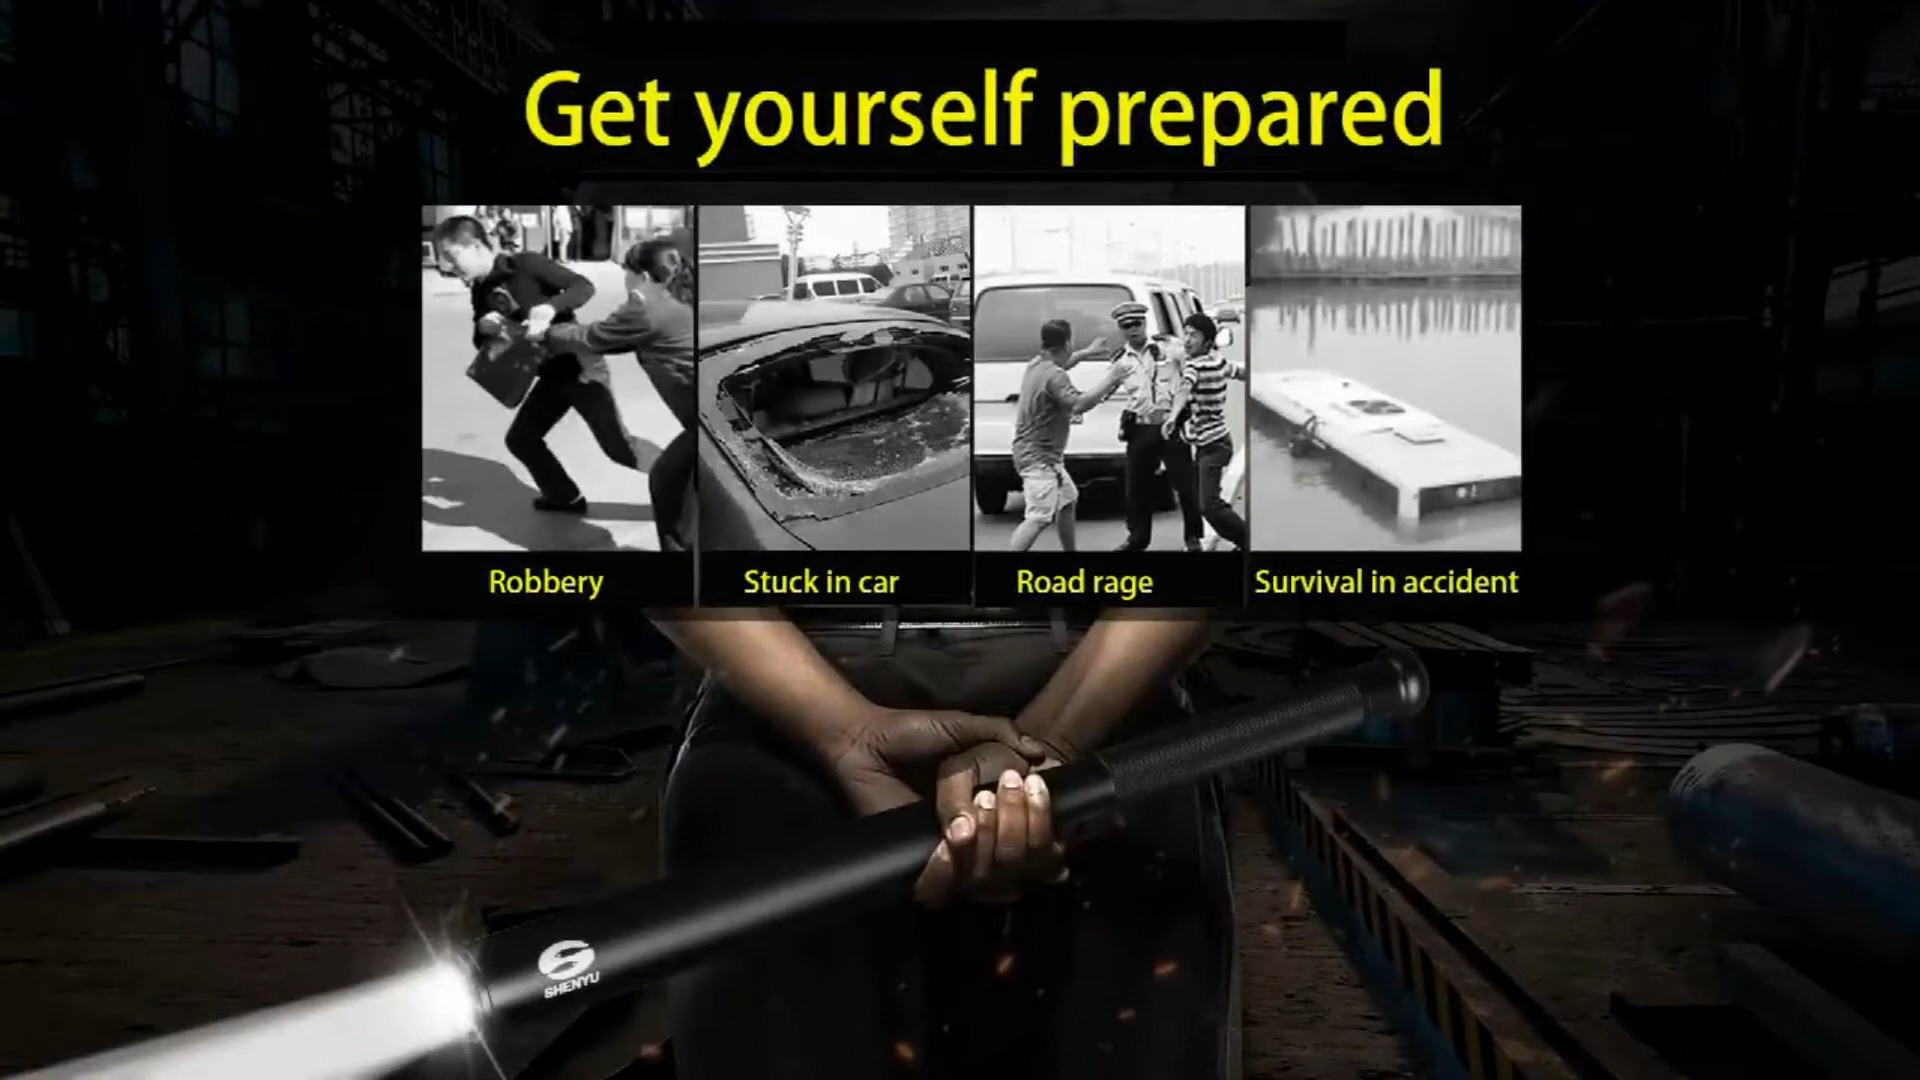 Get yourself prepared
Robbery
Stuck in car
Road rage
Survival in accident
SHENYU